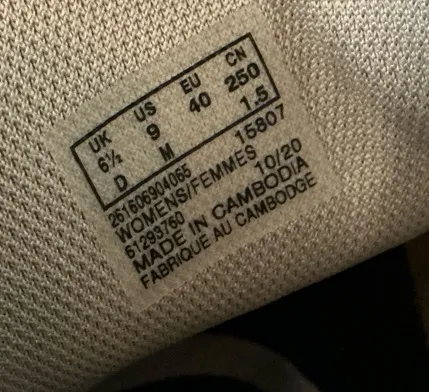 UK US EU CN
6½ 9 40 250
D M 1.5
261606904065 15807
WOMENS/FEMMES
61293760 10/20
MADE IN CAMBODIA
FABRIQUE AU CAMBODGE